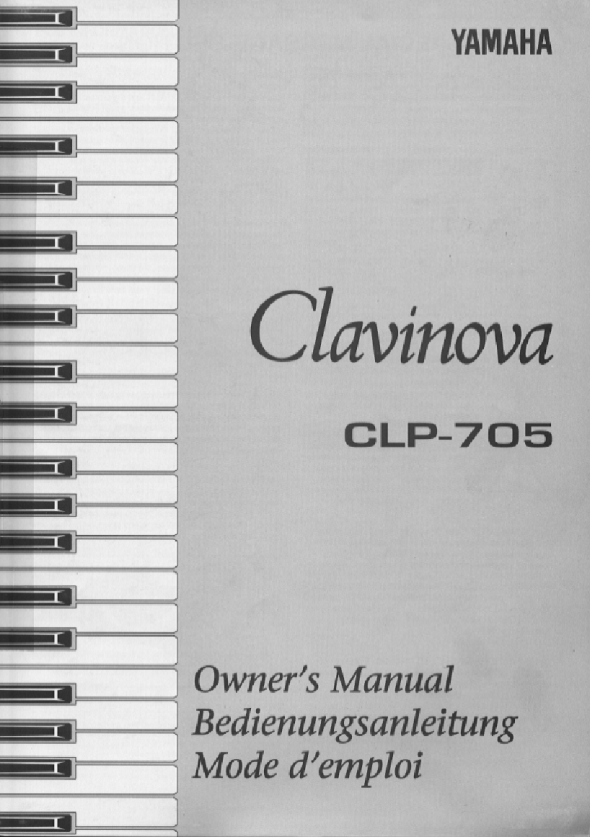 YAMAHA
Clavinova
CLP-705
Owner's Manual
Bedienungsanleitung
Mode d'emploi